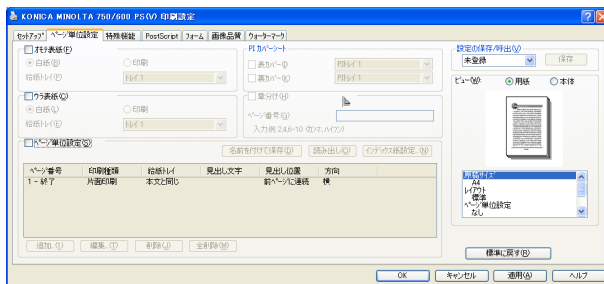 KONICA MINOLTA 750/600 PS(V) 印刷設定
セットアップ ページ単位設定 特殊機能 PostScript フォーム 画像品質 ウォーターマーク
オモテ表紙(F)
白紙(B) 印刷
給紙トレイ(F) トレイ 1
ウラ表紙(C)
白紙(L) 印刷
給紙トレイ(E) トレイ 1
PI カバーシート
表カバー(I) PIトレイ 1
裏カバー(K) PIトレイ 1
章分け(H)
ページ番号(G)
入力例 2,4,6-10 (カンマ, ハイフン)
ページ単位設定(S)
名前を付けて保存(D) 読み出し(O) インデックス紙設定...(N)
ページ番号 印刷種類 給紙トレイ 見出し文字 見出し位置 方向
1 - 終了 片面印刷 本文と同じ 前ページに連続 横
追加...(1) 編集...(T) 削除(J) 全削除(M)
設定の保存/呼出(V)
未登録 保存
ビュー(W): 用紙 本体
原稿サイズ
A4
レイアウト
標準
ページ単位設定
なし
標準に戻す(R)
OK キャンセル 適用(A) ヘルプ